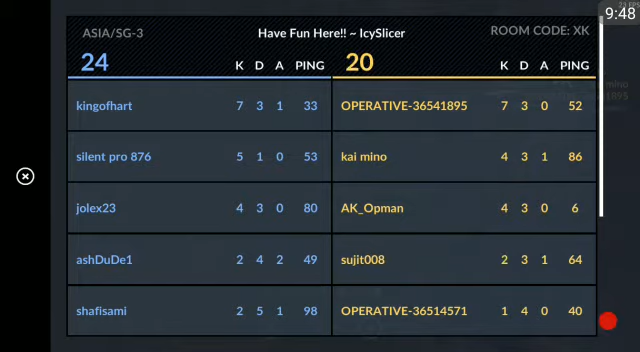 9:48
ASIA/SG-3
Have Fun Here!! ~ IcySlicer
ROOM CODE: XK
24 K D A PING
20 K D A PING
kingofhart 7 3 1 33
OPERATIVE-36541895 7 3 0 52
silent pro 876 5 1 0 53
kai mino 4 3 1 86
jolex23 4 3 0 80
AK_Opman 4 3 0 6
ashDuDe1 2 4 2 49
sujit008 2 3 1 64
shafisami 2 5 1 98
OPERATIVE-36514571 1 4 0 40